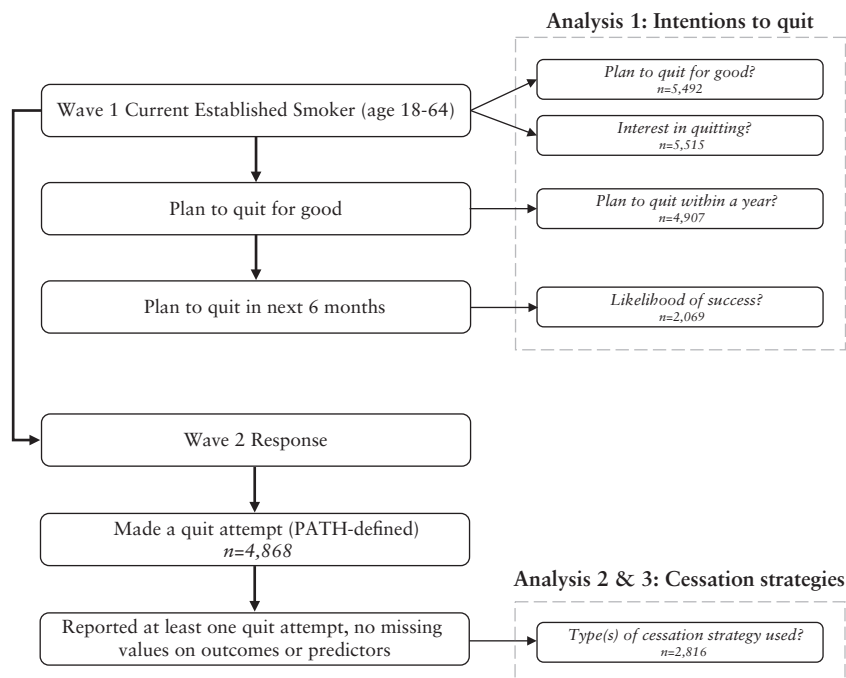 Analysis 1: Intentions to quit
Wave 1 Current Established Smoker (age 18-64)
Plan to quit for good?
n=5,492
Interest in quitting?
n=5,515
Plan to quit for good
Plan to quit within a year?
n=4,907
Plan to quit in next 6 months
Likelihood of success?
n=2,069
Wave 2 Response
Made a quit attempt (PATH-defined)
n=4,868
Analysis 2 & 3: Cessation strategies
Reported at least one quit attempt, no missing
values on outcomes or predictors
Type(s) of cessation strategy used?
n=2,816